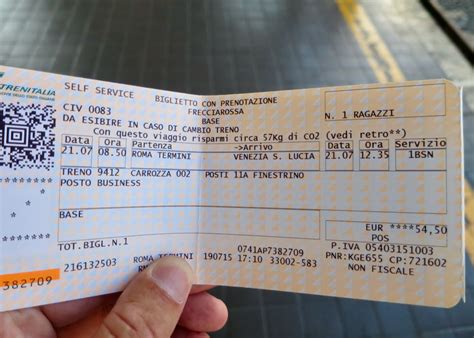 TRENITALIA
SELF SERVICE BIGLIETTO CON PRENOTAZIONE
FRECCIAROSSA
CIV 0083 BASE N. 1 RAGAZZI
DA ESIBIRE IN CASO DI CAMBIO TRENO
Con questo viaggio risparmi circa 57Kg di CO2 (vedi retro**)
Data Ora Partenza ->Arrivo Data Ora Servizio
21.07 08.50 ROMA TERMINI VENEZIA S. LUCIA 21.07 12.35 1BSN
TRENO 9412 CARROZZA 002 POSTI 11A FINESTRINO
POSTO BUSINESS
BASE
EUR ****54,50
POS
TOT.BIGL.N.1 0741AP7382709 P.IVA 05403151003
216132503 ROMA TERMINI 190715 17:10 33002-583 PNR:KGE655 CP:721602
NON FISCALE
382709